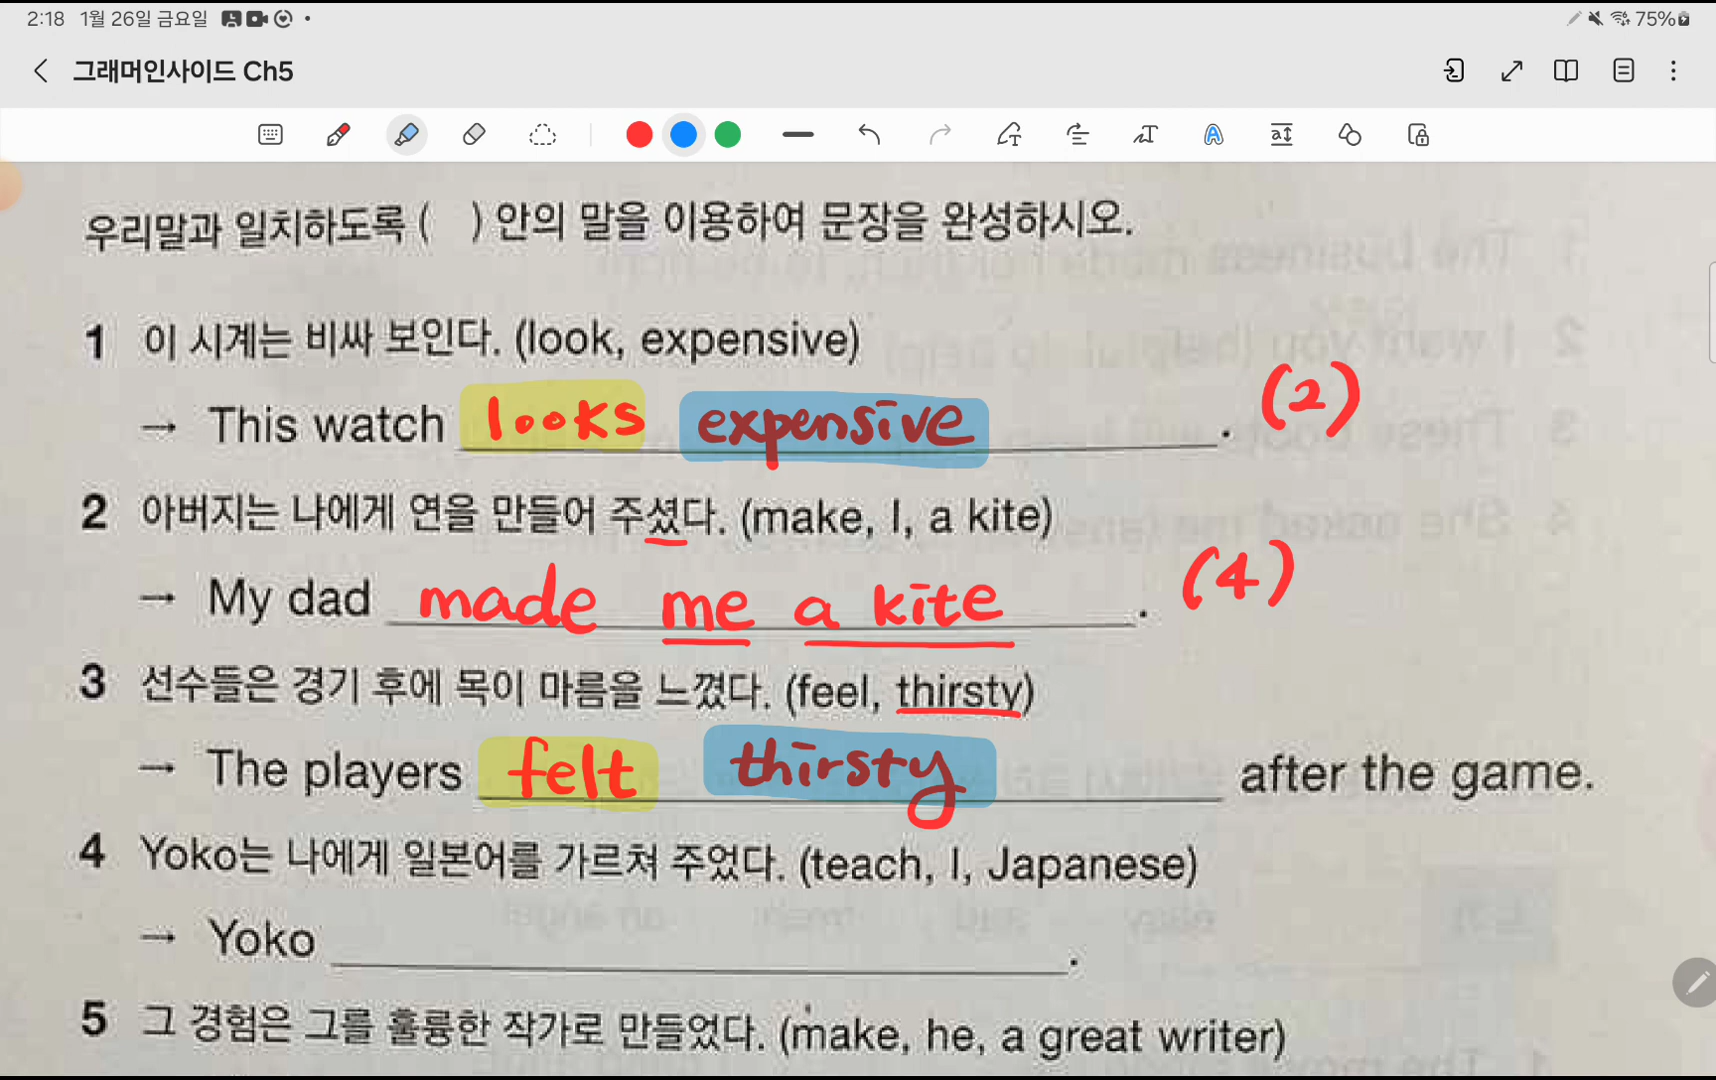 2:18 1월 26일 금요일 75%
그래머인사이드 Ch5
우리말과 일치하도록 ( ) 안의 말을 이용하여 문장을 완성하시오.
1 이 시계는 비싸 보인다. (look, expensive)
→ This watch looks expensive. (2)
2 아버지는 나에게 연을 만들어 주셨다. (make, I, a kite)
→ My dad made me a kite. (4)
3 선수들은 경기 후에 목이 마름을 느꼈다. (feel, thirsty)
→ The players felt thirsty after the game.
4 Yoko는 나에게 일본어를 가르쳐 주었다. (teach, I, Japanese)
→ Yoko .
5 그 경험은 그를 훌륭한 작가로 만들었다. (make, he, a great writer)